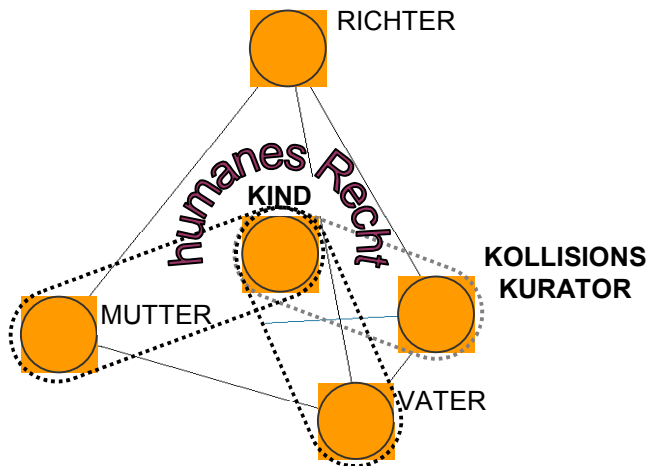 RICHTER
humanes Recht
KIND
KOLLISIONS
KURATOR
MUTTER
VATER